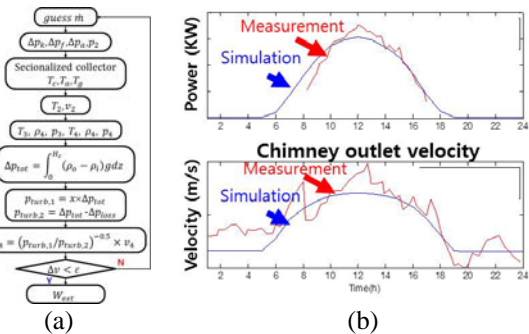 (a)
guess ṁ
Δp_k,Δp_f,Δp_a,p_2
Secionalized collector
T_c,T_a,T_g
T_2,v_2
T_3, ρ_4, p_3, T_4, ρ_4, p_4
Δp_tot = ∫_0^{H_c} (ρ_o − ρ_i)gdz
p_turb,1 = x×Δp_tot
p_turb,2 = Δp_tot -Δp_loss
= (p_turb,1/p_turb,2)^−0.5 × v_4
Δv < ε
N
Y
W_ext
(a)
(b)
Power (KW)
Measurement
Simulation
2 4 6 8 10 12 14 16 18 20 22 24
Chimney outlet velocity
Velocity (m/s)
Measurement
Simulation
2 4 6 8 10 12 14 16 18 20 22 24
Time(h)
(b)